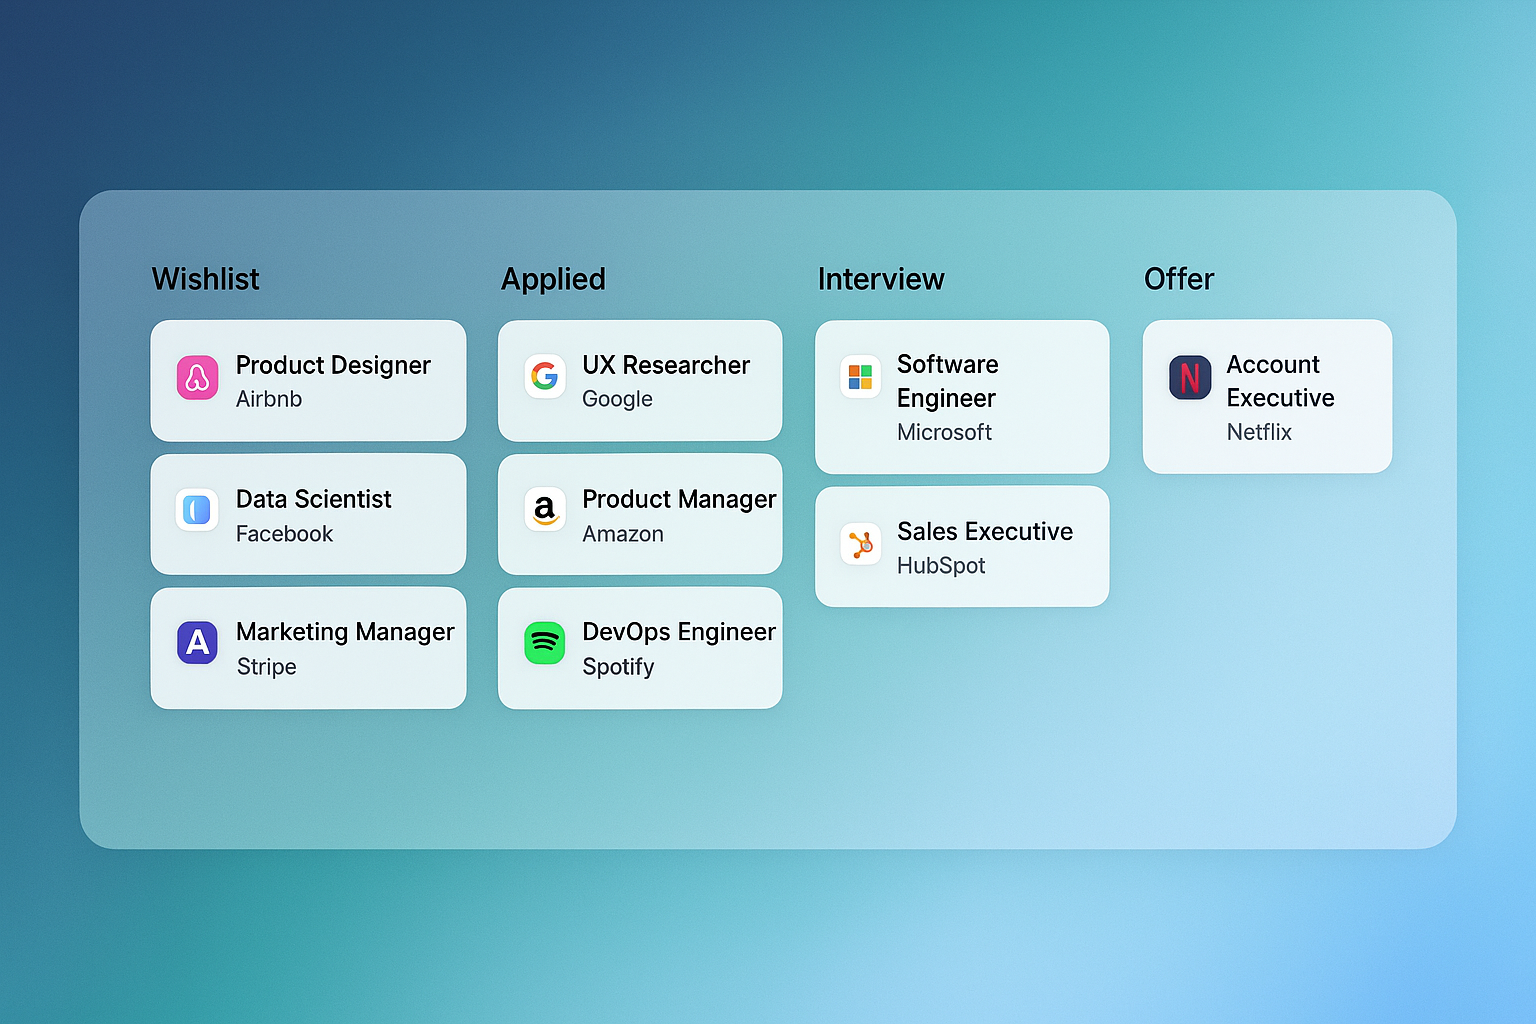 Wishlist
Product Designer
Airbnb
Data Scientist
Facebook
A
Marketing Manager
Stripe
Applied
G
UX Researcher
Google
a
Product Manager
Amazon
DevOps Engineer
Spotify
Interview
Software
Engineer
Microsoft
Sales Executive
HubSpot
Offer
N
Account
Executive
Netflix